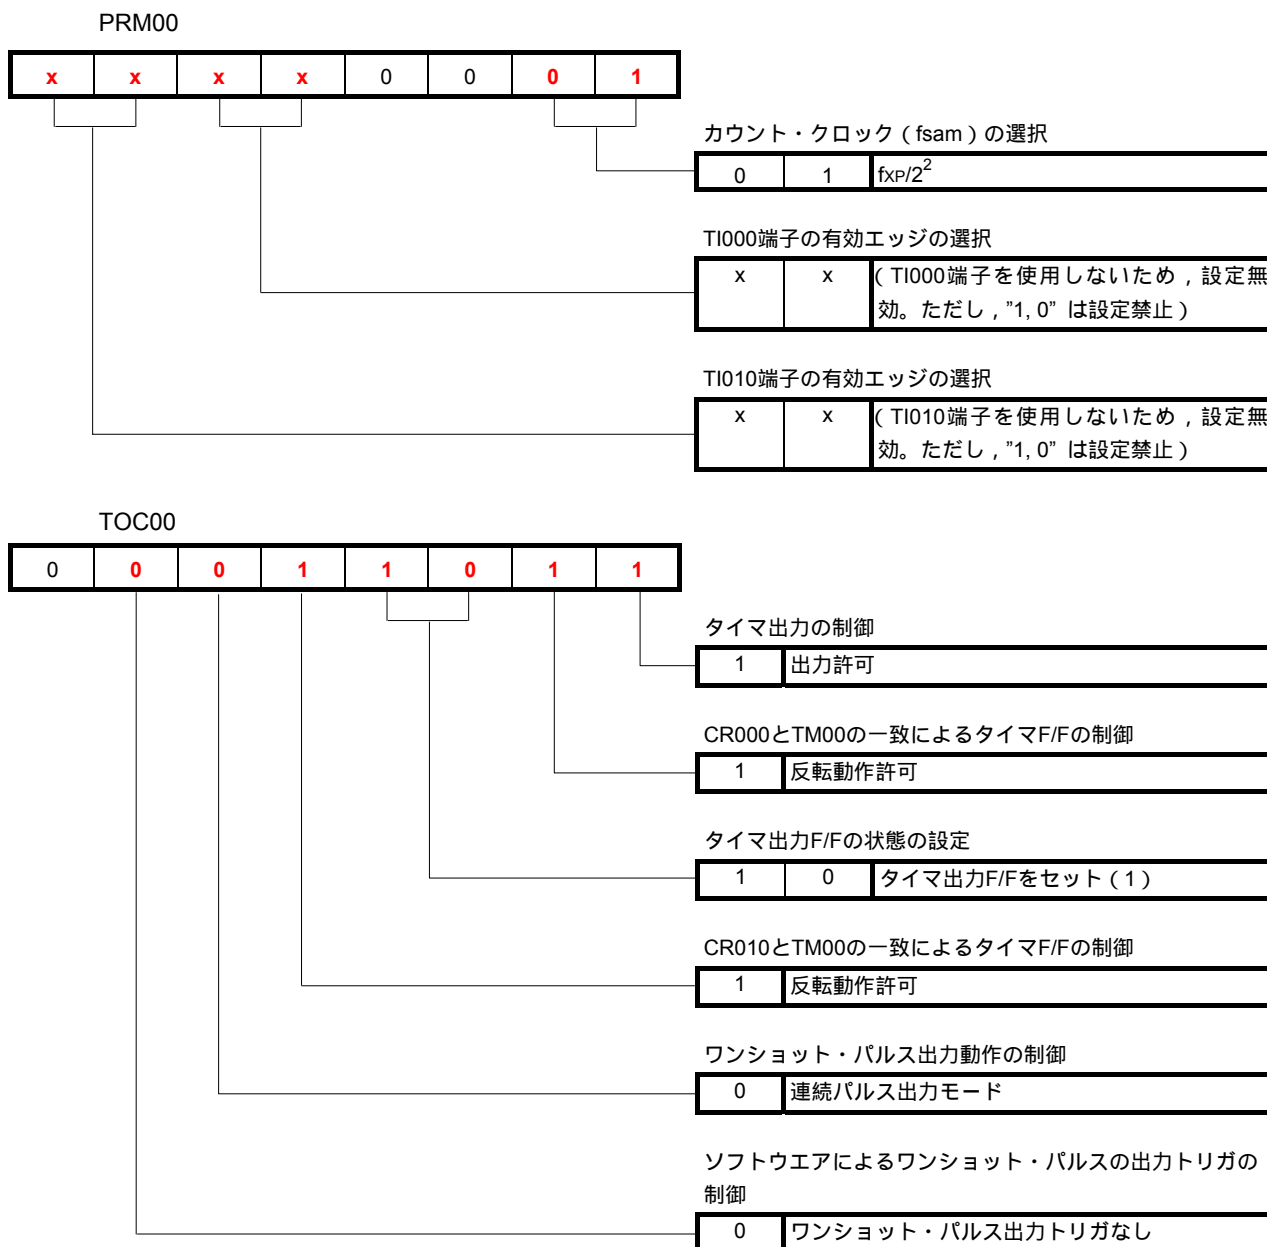 PRM00
x x x x 0 0 0 1
カウント・クロック（fsam）の選択
0 1 fXP/2²
TI000端子の有効エッジの選択
x x （TI000端子を使用しないため，設定無
効。ただし，”1, 0” は設定禁止）
TI010端子の有効エッジの選択
x x （TI010端子を使用しないため，設定無
効。ただし，”1, 0” は設定禁止）
TOC00
0 0 0 1 1 0 1 1
タイマ出力の制御
1 出力許可
CR000とTM00の一致によるタイマF/Fの制御
1 反転動作許可
タイマ出力F/Fの状態の設定
1 0 タイマ出力F/Fをセット（1）
CR010とTM00の一致によるタイマF/Fの制御
1 反転動作許可
ワンショット・パルス出力動作の制御
0 連続パルス出力モード
ソフトウエアによるワンショット・パルスの出力トリガの
制御
0 ワンショット・パルス出力トリガなし